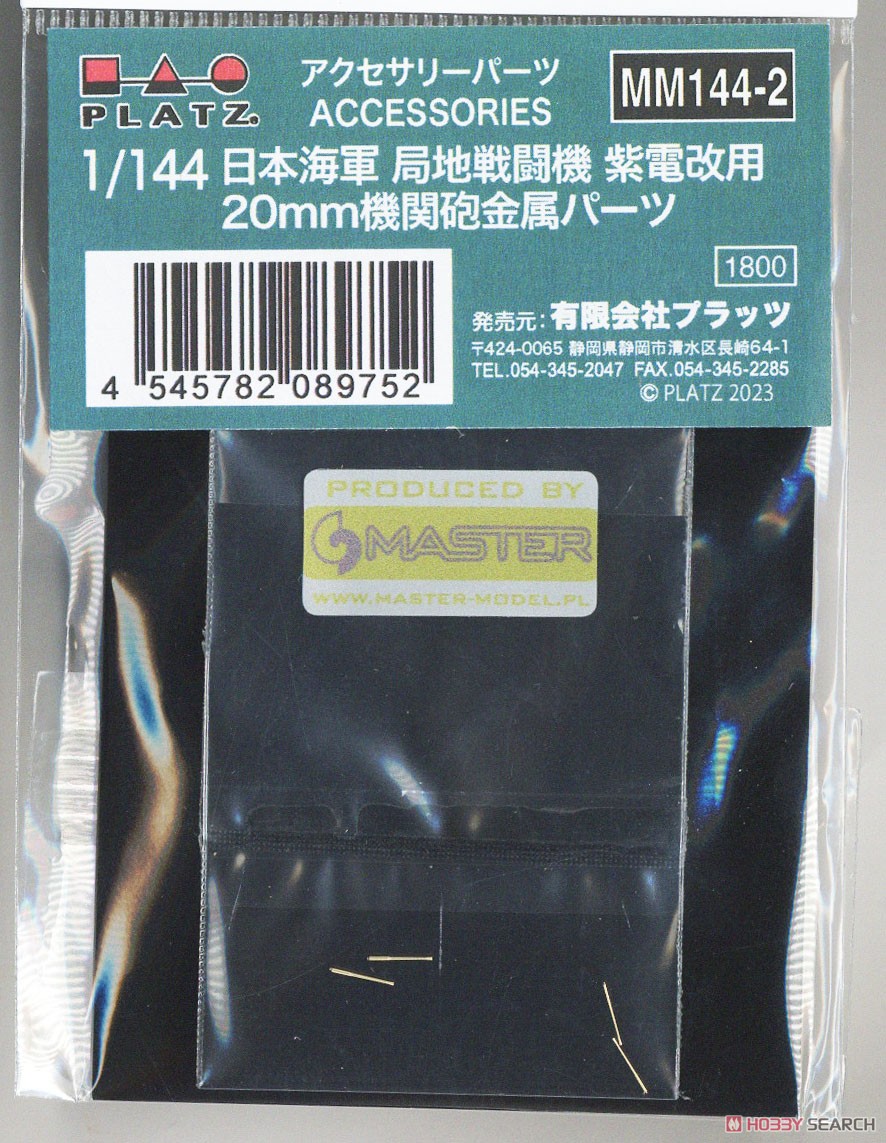 PLATZ.
アクセサリーパーツ
ACCESSORIES
MM144-2
1/144 日本海軍 局地戦闘機 紫電改用
20mm機関砲金属パーツ
1800
4 545782 089752
発売元:有限会社プラッツ
〒424-0065 静岡県静岡市清水区長崎64-1
TEL.054-345-2047 FAX.054-345-2285
© PLATZ 2023
PRODUCED BY
MASTER
WWW.MASTER-MODEL.PL
HOBBY SEARCH